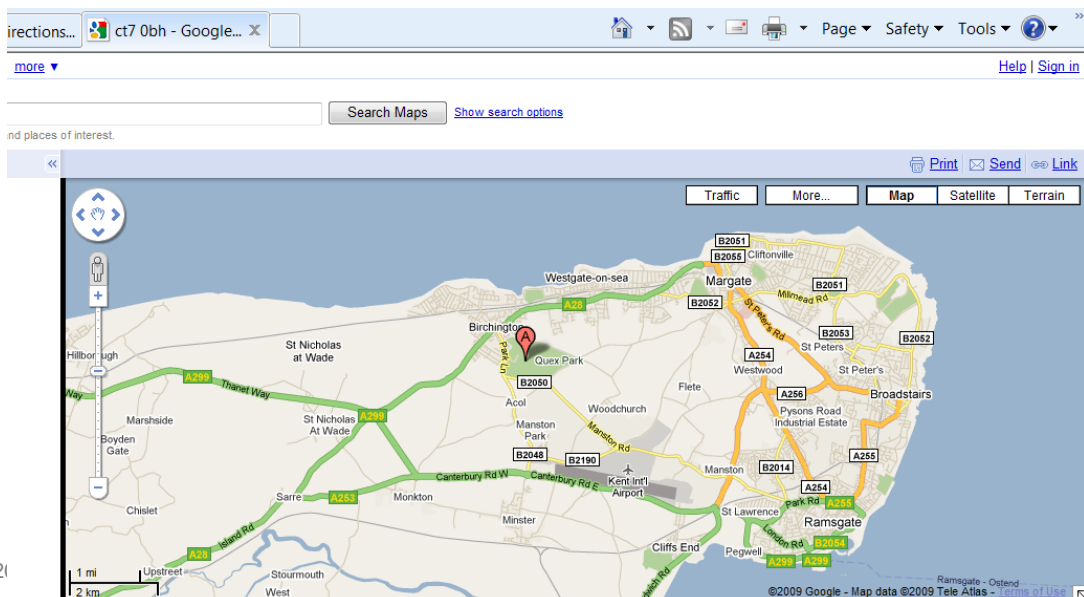 irections...
ct7 0bh - Google...
Page
Safety
Tools
more
Help | Sign in
Search Maps
Show search options
nd places of interest.
Print
Send
Link
Traffic
More...
Map
Satellite
Terrain
B2051
B2055
Cliftonville
Westgate-on-sea
Margate
B2051
A28
B2052
Millmead Rd
St Peter's Rd
Birchington
A
B2053
B2052
St Nicholas
at Wade
Hillborough
Park Ln
Quex Park
A254
St Peters
Westwood
St Peter's
A299
Thanet Way
Way
B2050
Flete
A256
Broadstairs
Acol
Woodchurch
Pysons Road
Industrial Estate
Marshside
St Nicholas
At Wade
A299
Manston
Park
Manston Rd
Boyden
Gate
B2048
B2190
A255
Canterbury Rd W
Canterbury Rd E
Kent Int'l
Airport
Manston
B2014
A254
Sarre
A253
Monkton
Park Rd
A255
Chislet
St Lawrence
Minster
Ramsgate
Island Rd
London Rd
B2054
A28
Cliffs End
Pegwell
A299
A299
1 mi
Upstreet
Stourmouth
2 km
West
Ramsgate - Ostend
©2009 Google - Map data ©2009 Tele Atlas - Terms of Use